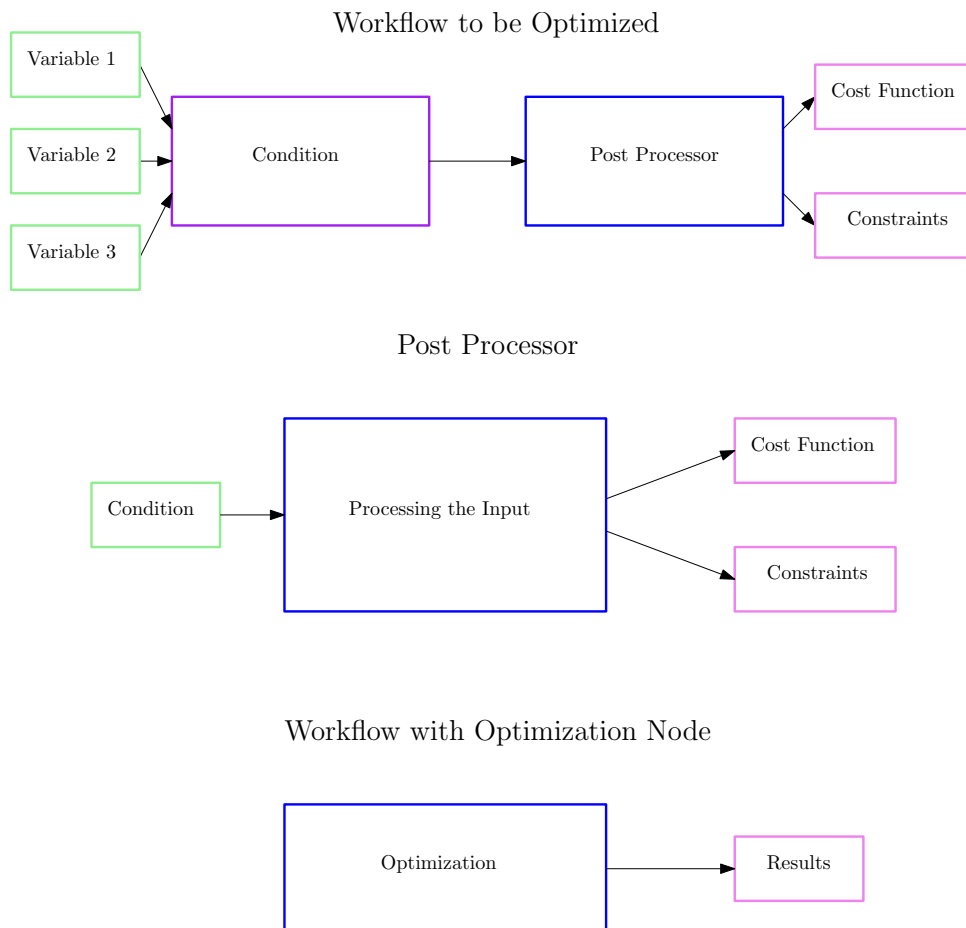 Workflow to be Optimized
Variable 1
Cost Function
Variable 2
Condition
Post Processor
Constraints
Variable 3
Post Processor
Cost Function
Condition
Processing the Input
Constraints
Workflow with Optimization Node
Optimization
Results